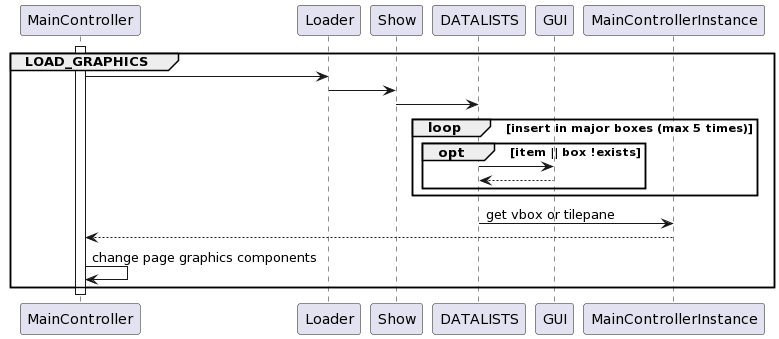 MainController Loader Show DATALISTS GUI MainControllerInstance
LOAD_GRAPHICS
loop [insert in major boxes (max 5 times)]
opt [item || box !exists]
get vbox or tilepane
change page graphics components
MainController Loader Show DATALISTS GUI MainControllerInstance